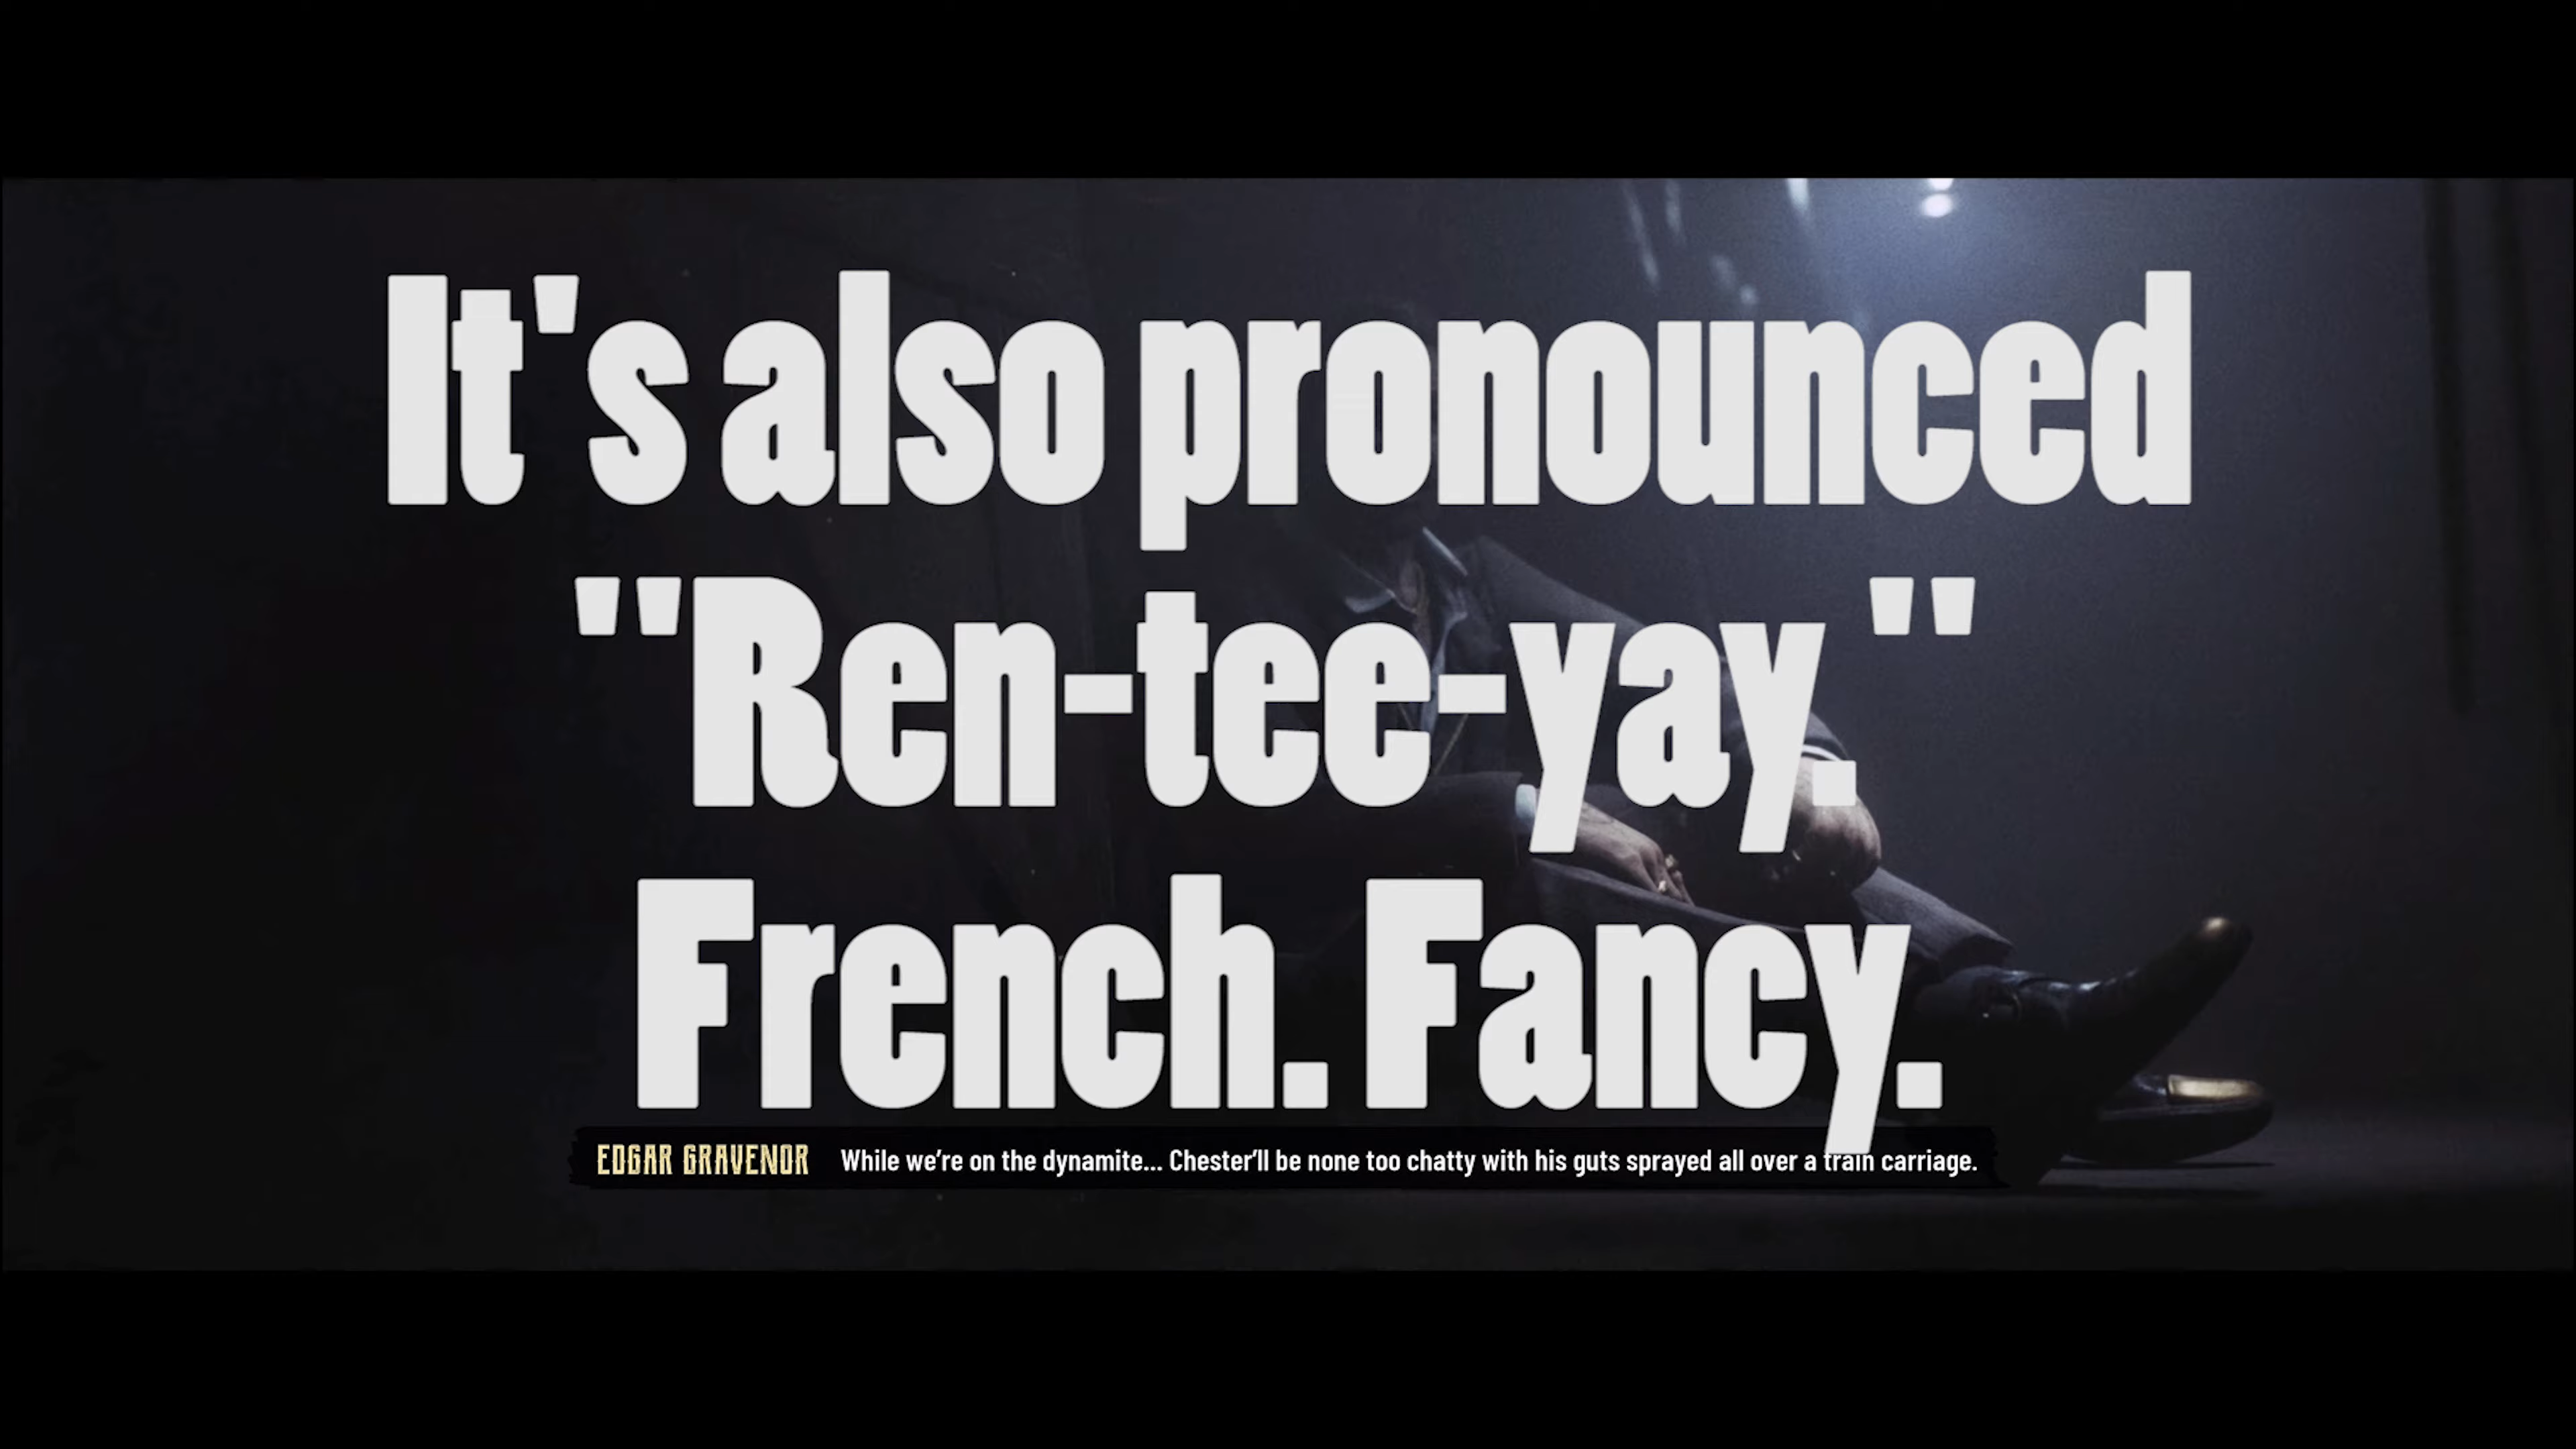 It's also pronounced
"Ren-tee-yay."
French. Fancy.
EDGAR GRAVENOR While we're on the dynamite... Chester'll be none too chatty with his guts sprayed all over a train carriage.